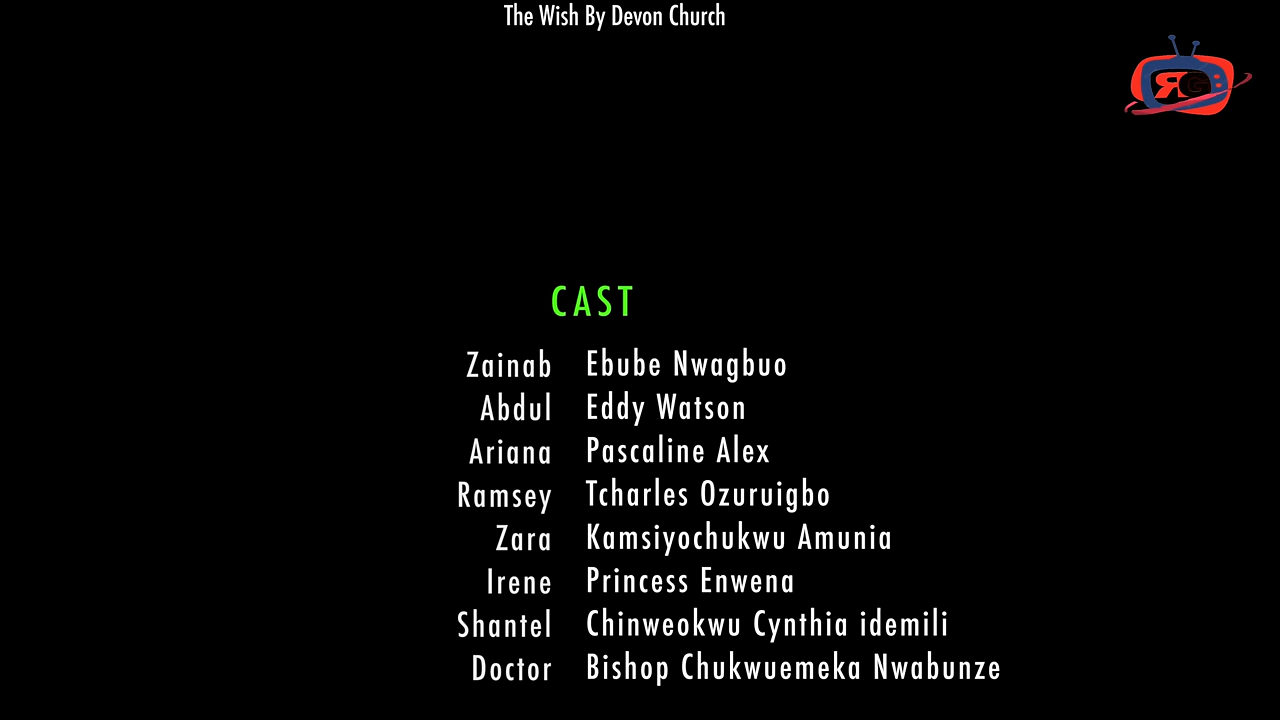 The Wish By Devon Church
RG
CAST
Zainab Ebube Nwagbuo
Abdul Eddy Watson
Ariana Pascaline Alex
Ramsey Tcharles Ozuruigbo
Zara Kamsiyochukwu Amunia
Irene Princess Enwena
Shantel Chinweokwu Cynthia idemili
Doctor Bishop Chukwuemeka Nwabunze